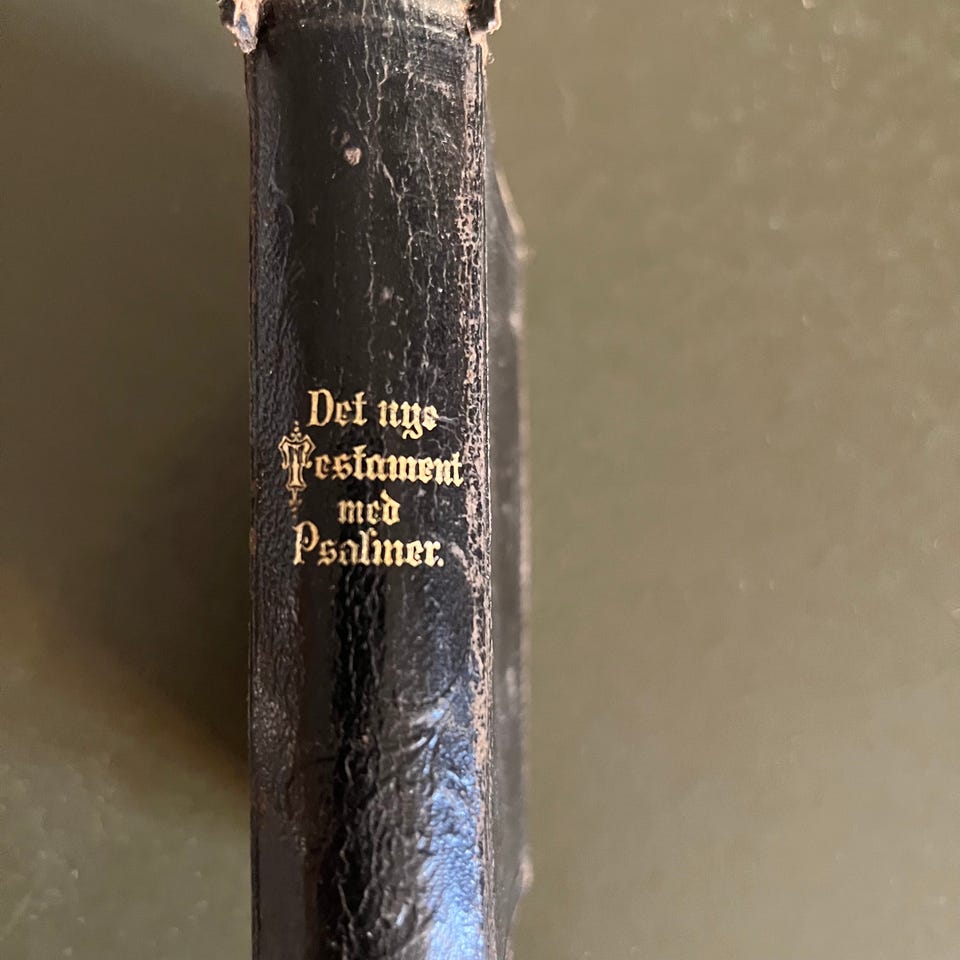 Det nye
Testament
med
Psalmer.